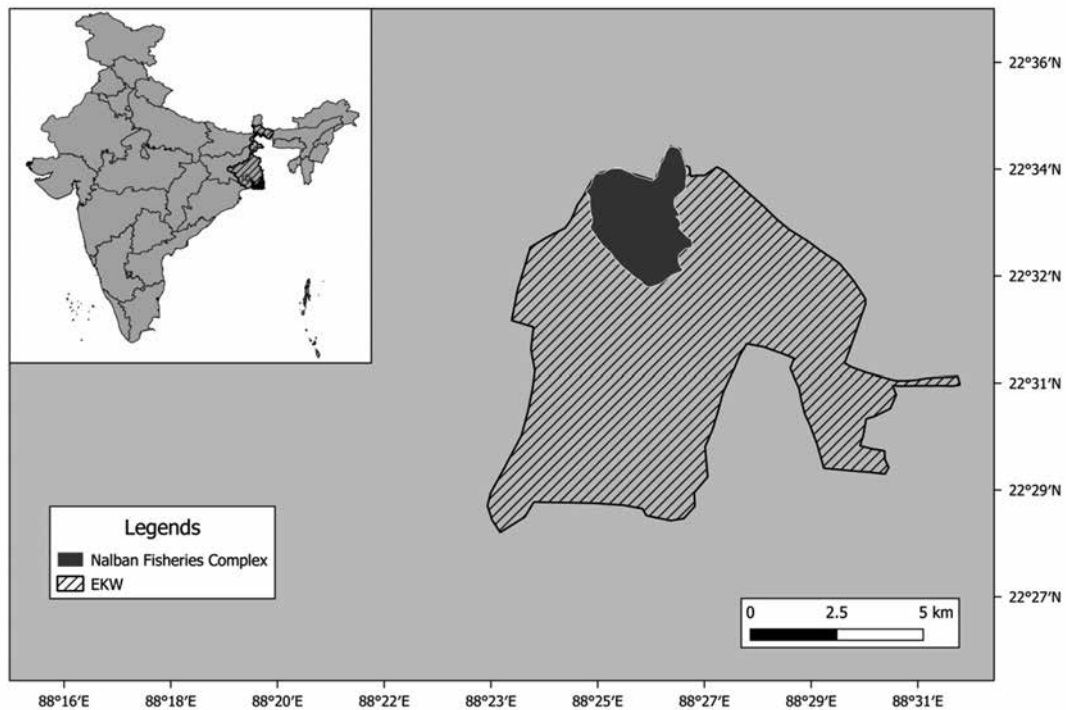 22°36′N
22°34′N
22°32′N
22°31′N
22°29′N
22°27′N
Legends
Nalban Fisheries Complex
EKW
0 2.5 5 km
88°16′E 88°18′E 88°20′E 88°22′E 88°23′E 88°25′E 88°27′E 88°29′E 88°31′E